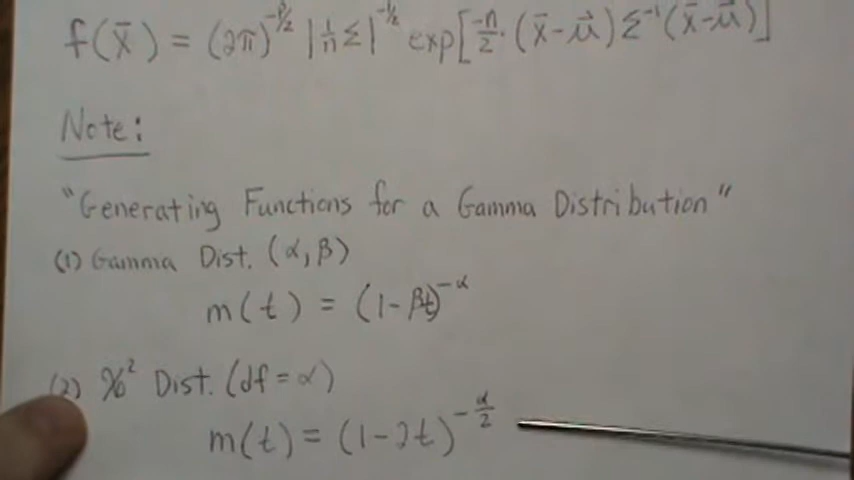 f(x̄) = (2π)^{-p/2} |1/n Σ|^{-1/2} exp[-n/2 · (x̄-μ⃗) Σ^{-1} (x̄-μ⃗)]
Note:
"Generating Functions for a Gamma Distribution"
(1) Gamma Dist. (α, β)
m(t) = (1-βt)^{-α}
(2) χ² Dist. (df = α)
m(t) = (1-2t)^{-α/2}